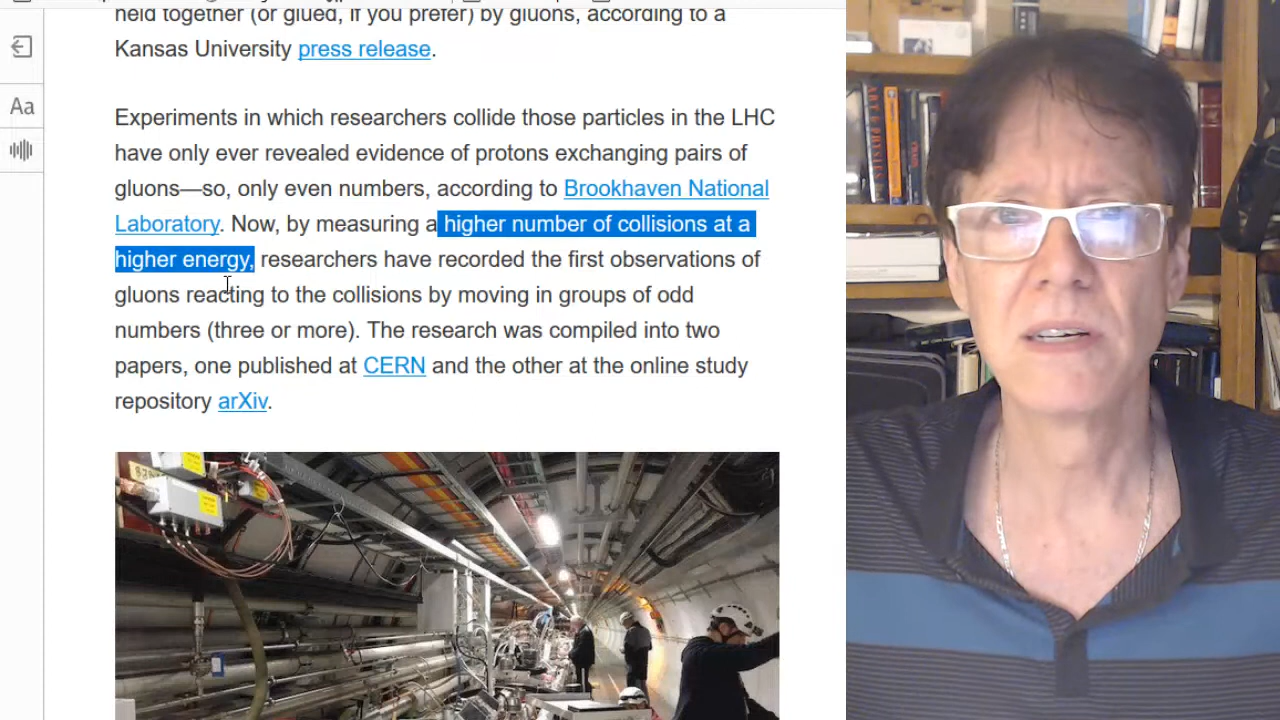 held together (or glued, if you prefer) by gluons, according to a
Kansas University press release.
Aa
Experiments in which researchers collide those particles in the LHC
have only ever revealed evidence of protons exchanging pairs of
gluons—so, only even numbers, according to Brookhaven National
Laboratory. Now, by measuring a higher number of collisions at a
higher energy, researchers have recorded the first observations of
gluons reacting to the collisions by moving in groups of odd
numbers (three or more). The research was compiled into two
papers, one published at CERN and the other at the online study
repository arXiv.
ART & PHYSICS